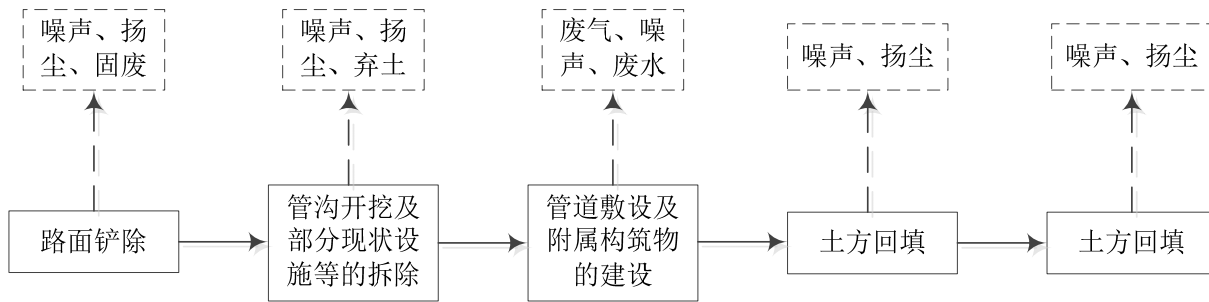 噪声、扬
尘、固废
噪声、扬
尘、弃土
废气、噪
声、废水
噪声、扬尘
噪声、扬尘
路面铲除
管沟开挖及
部分现状设
施等的拆除
管道敷设及
附属构筑物
的建设
土方回填
土方回填